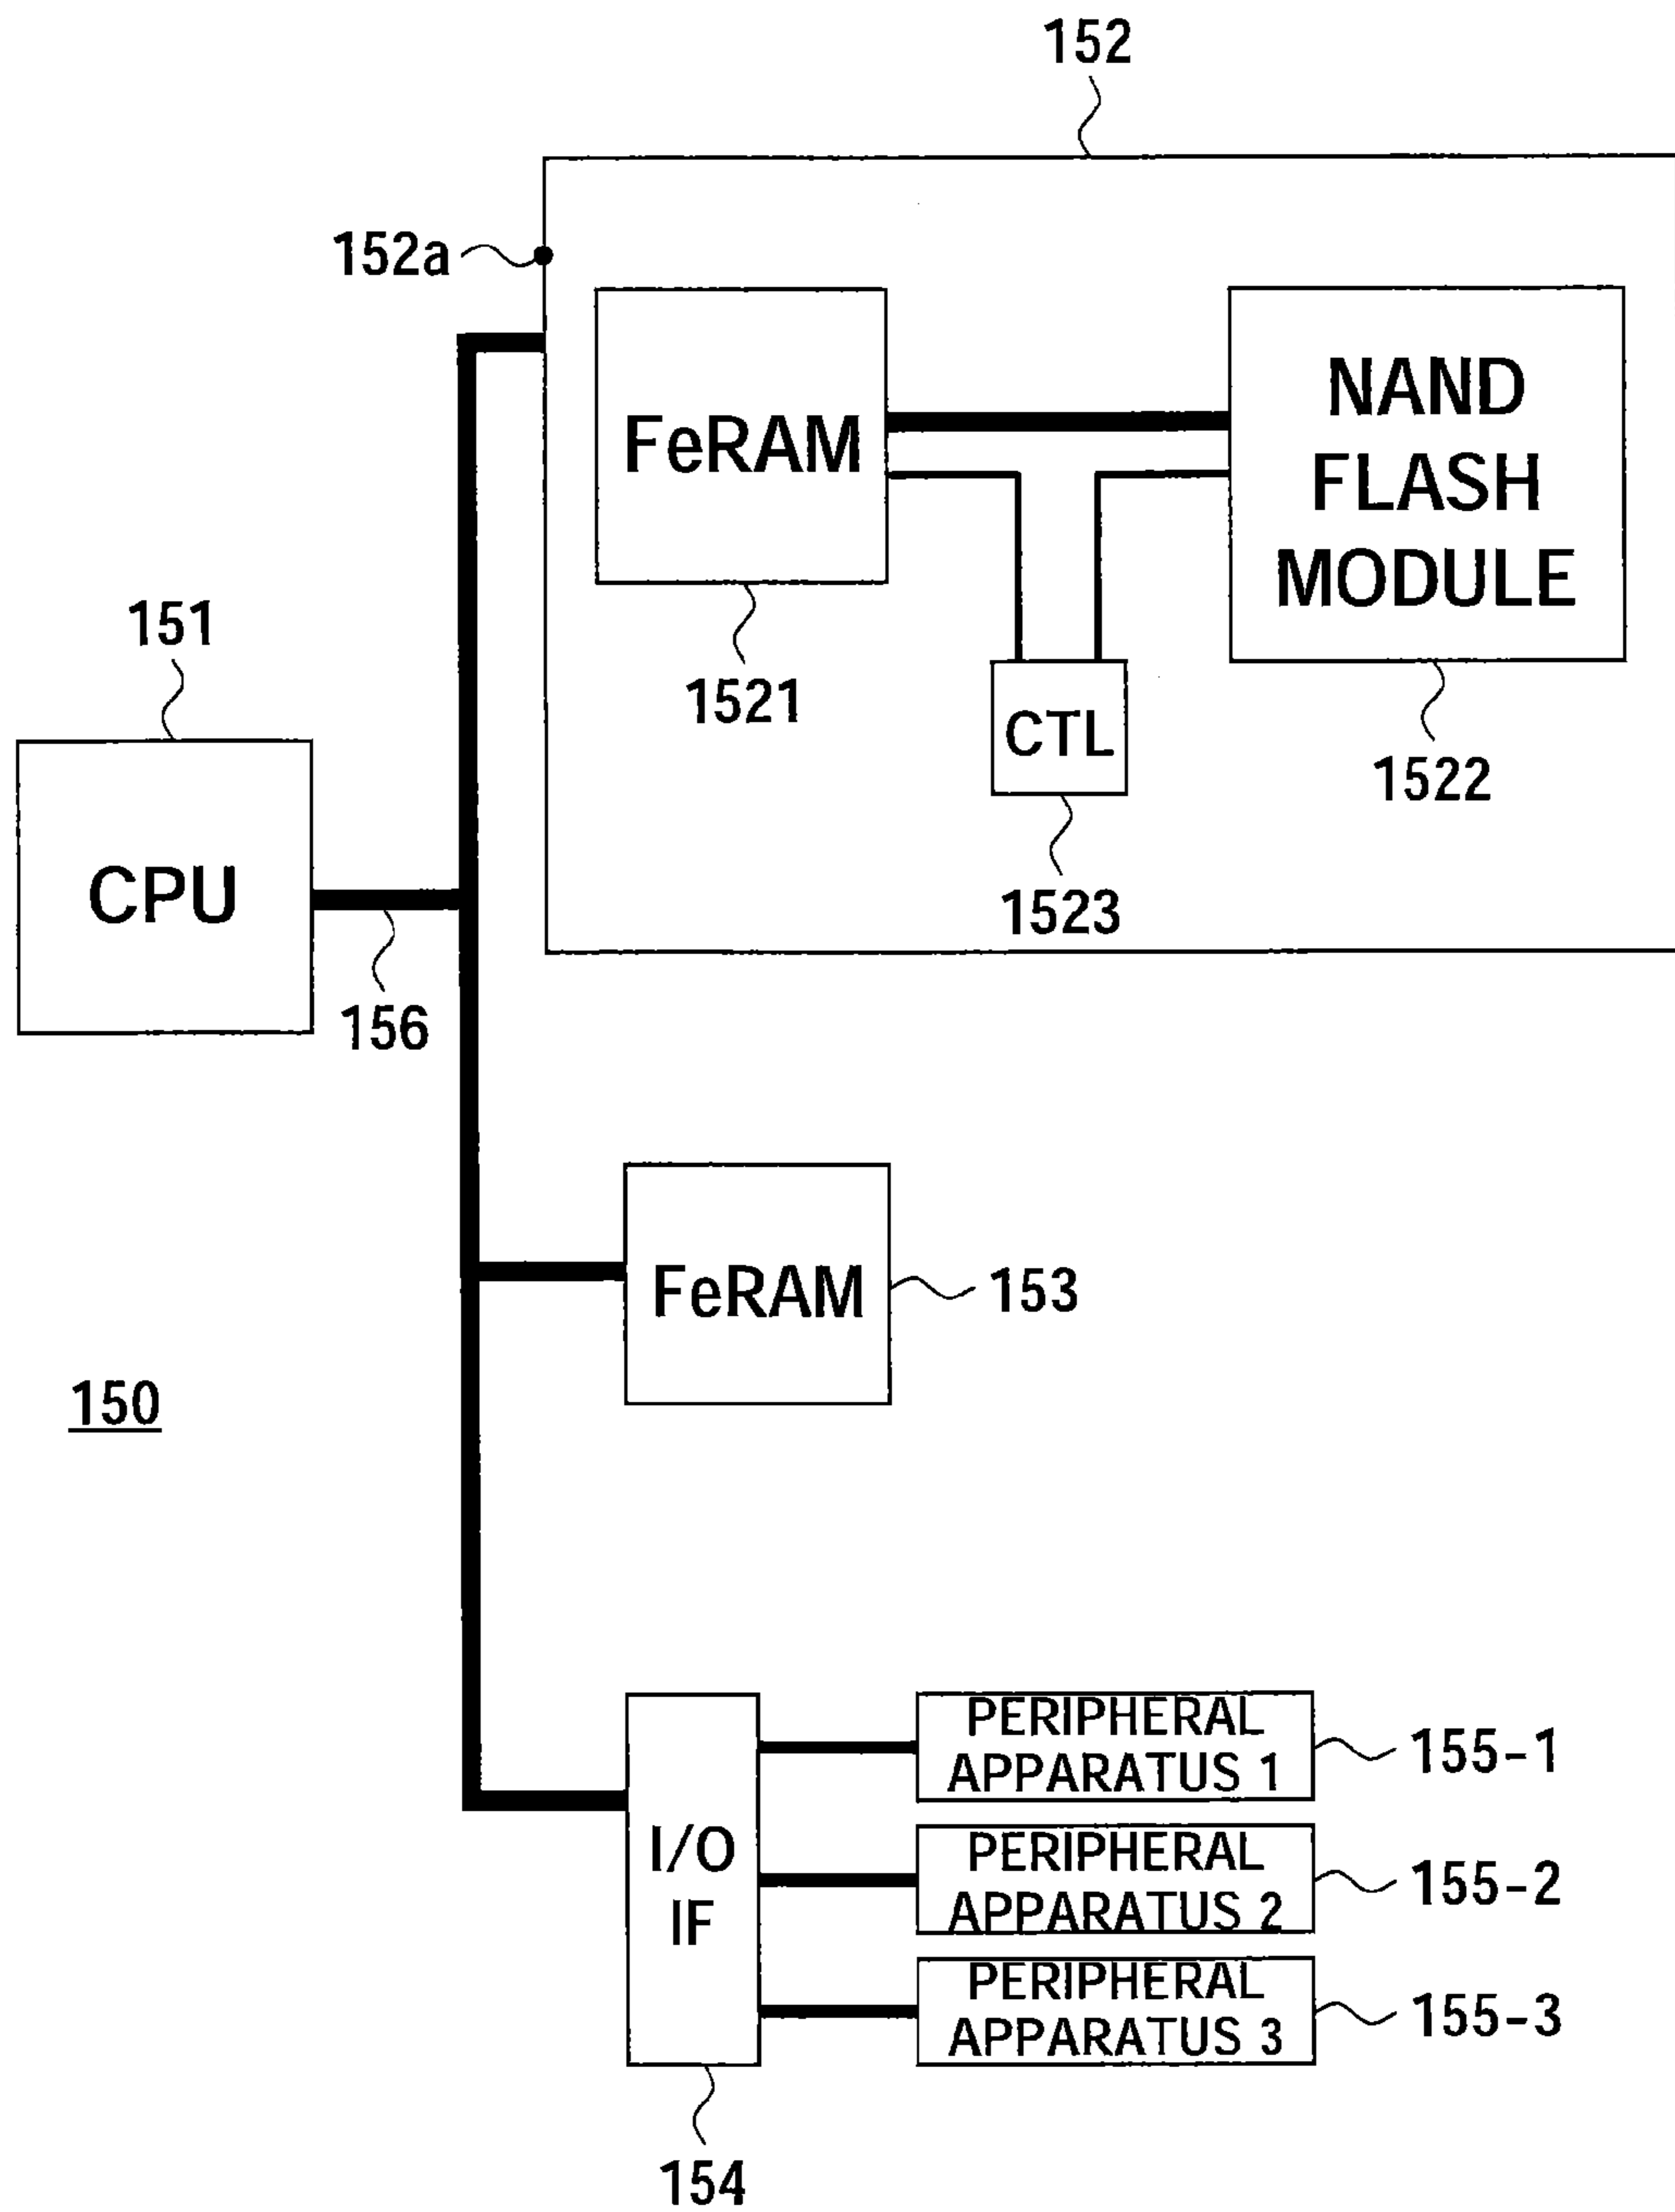 152
152a
FeRAM
NAND
FLASH
MODULE
1521
CTL
1522
1523
151
CPU
156
FeRAM
153
150
I/O
IF
PERIPHERAL
APPARATUS 1
155-1
PERIPHERAL
APPARATUS 2
155-2
PERIPHERAL
APPARATUS 3
155-3
154